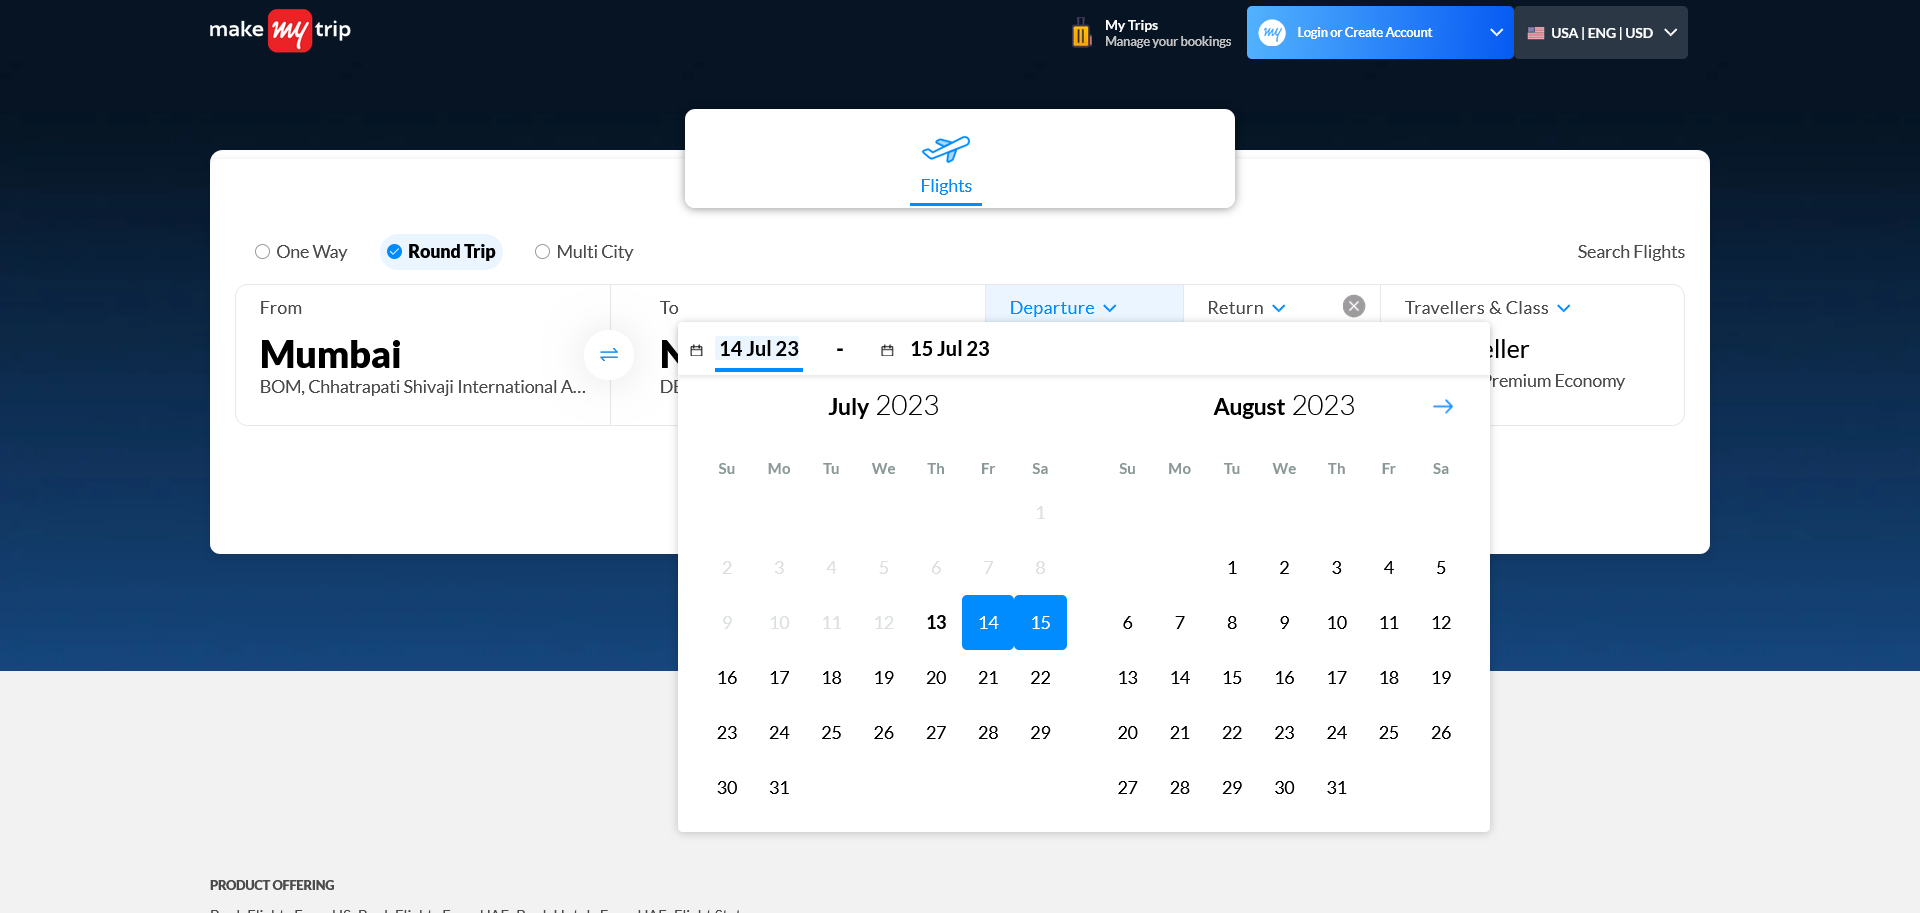 make my trip
My Trips
Manage your bookings
my Login or Create Account
USA | ENG | USD
Flights
One Way Round Trip Multi City Search Flights
From To Departure Return Travellers & Class
Mumbai
BOM, Chhatrapati Shivaji International A...
14 Jul 23 - 15 Jul 23
Premium Economy
July 2023 August 2023
Su Mo Tu We Th Fr Sa Su Mo Tu We Th Fr Sa
1
2 3 4 5 6 7 8 1 2 3 4 5
9 10 11 12 13 14 15 6 7 8 9 10 11 12
16 17 18 19 20 21 22 13 14 15 16 17 18 19
23 24 25 26 27 28 29 20 21 22 23 24 25 26
30 31 27 28 29 30 31
PRODUCT OFFERING